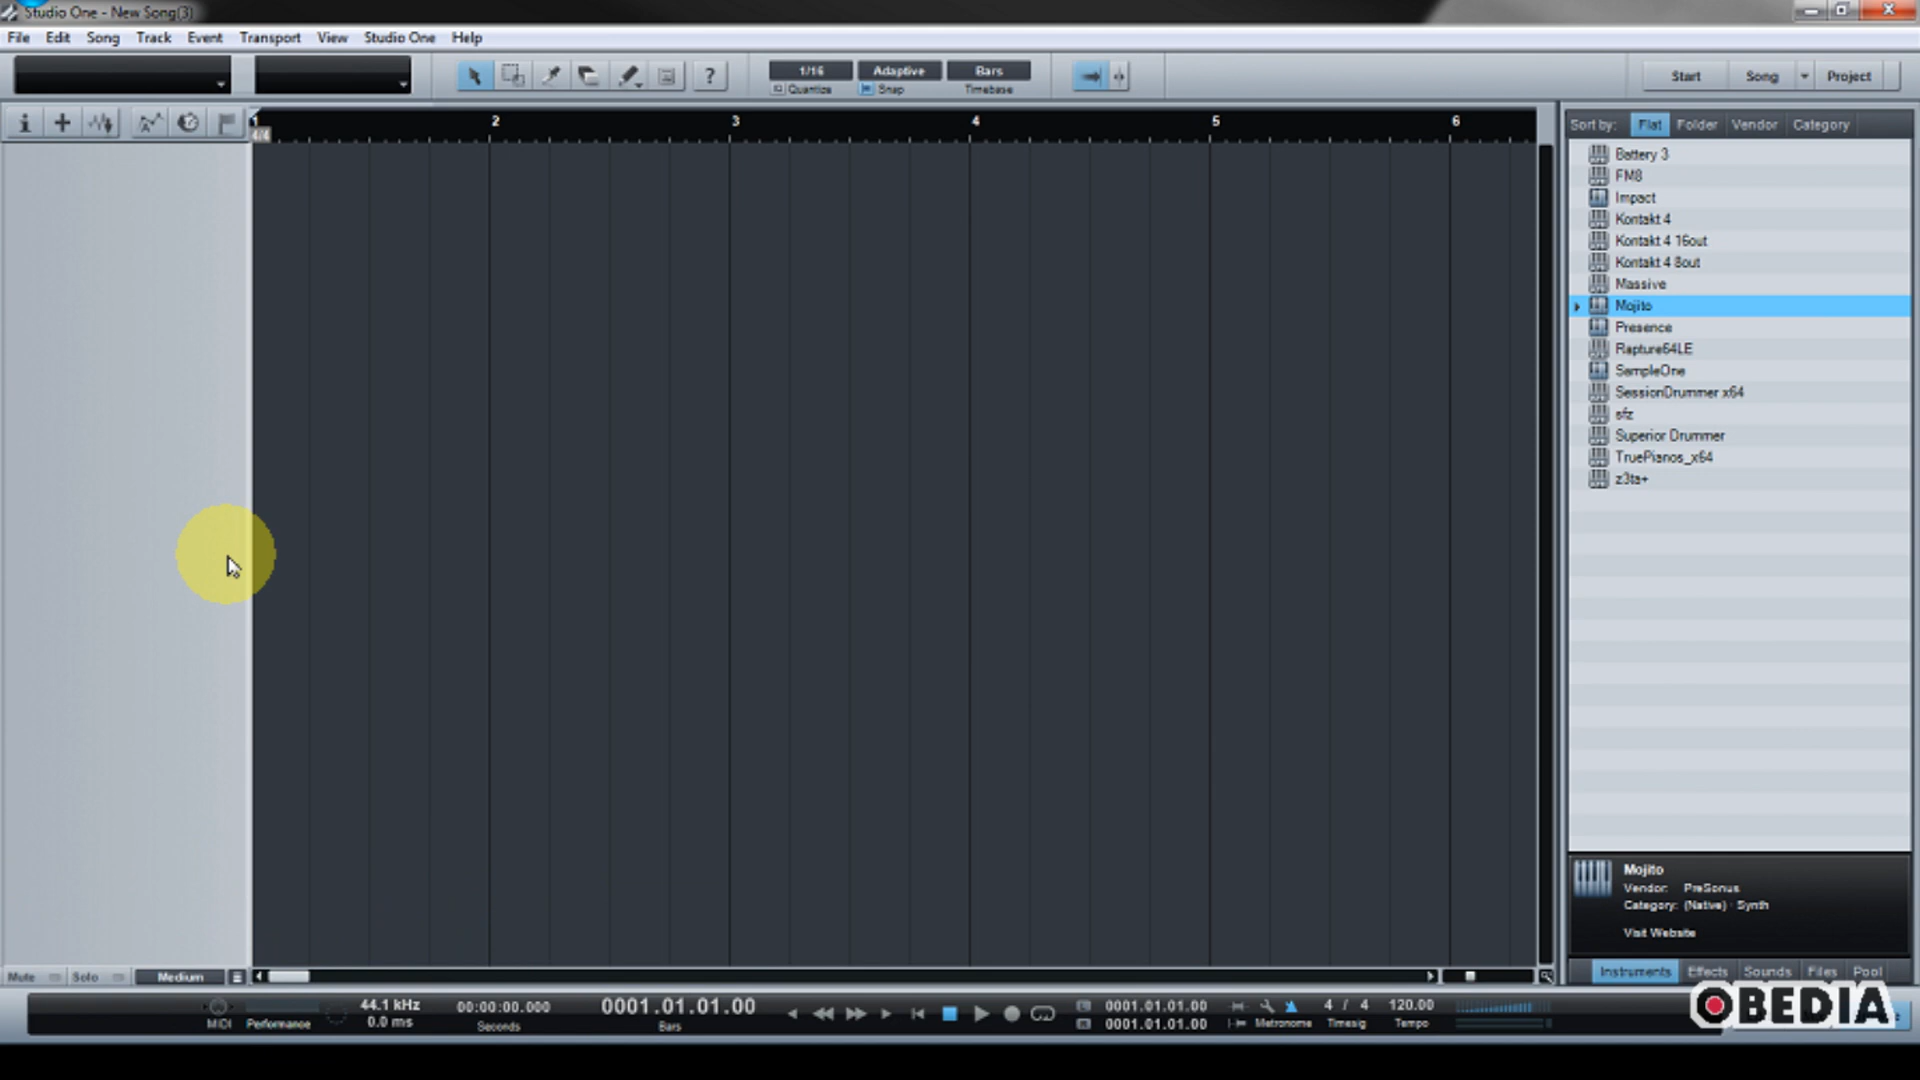 Studio One - New Song(3)
File Edit Song Track Event Transport View Studio One Help
1/16 Adaptive Bars
Quantize Snap Timebase
? Start Song Project
1 2 3 4 5 6
4/4
Sort by: Flat Folder Vendor Category
Battery 3
FM8
Impact
Kontakt 4
Kontakt 4 16out
Kontakt 4 8out
Massive
Mojito
Presence
Rapture64LE
SampleOne
SessionDrummer x64
sfz
Superior Drummer
TruePianos_x64
z3ta+
Mojito
Vendor: PreSonus
Category: (Native) · Synth
Visit Website
Mute Solo Medium
Instruments Effects Sounds Files Pool
MIDI Performance
44.1 kHz
0.0 ms
00:00:00.000
Seconds
0001.01.01.00
Bars
0001.01.01.00
0001.01.01.00
Metronome
4 / 4
Timesig
120.00
Tempo
OBEDIA